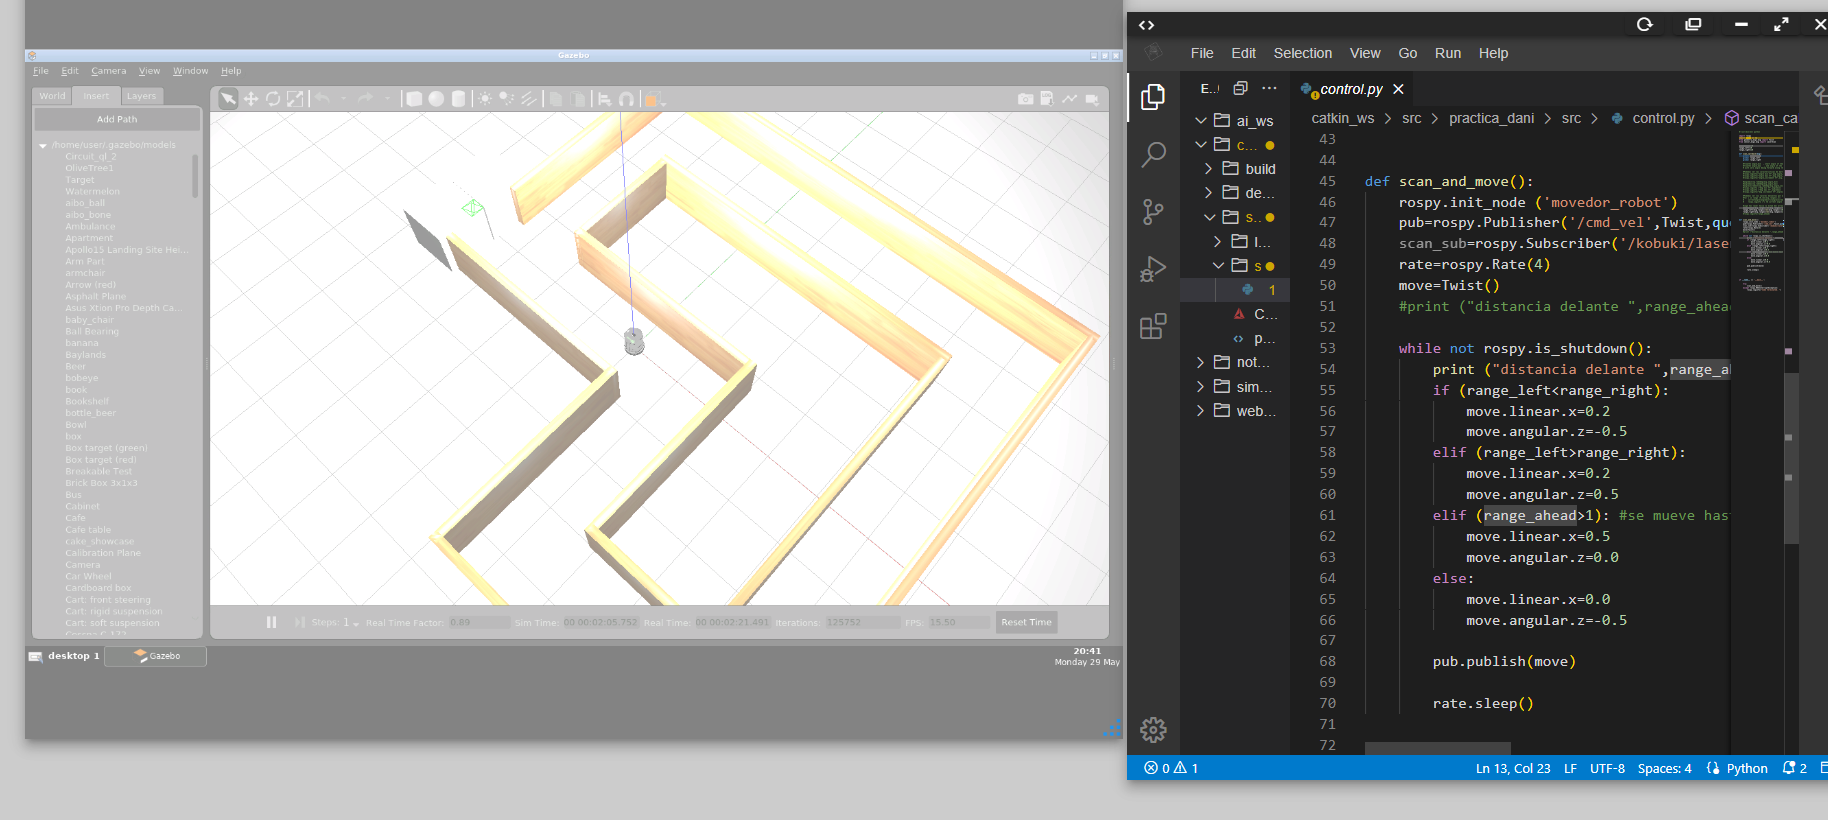 Gazebo
File Edit Camera View Window Help
World Insert Layers
Add Path
/home/user/.gazebo/models
Circuit_ql_2
OliveTree1
Target
Watermelon
aibo_ball
aibo_bone
Ambulance
Apartment
Apollo15 Landing Site Hei...
Arm Part
armchair
Arrow (red)
Asphalt Plane
Asus Xtion Pro Depth Ca...
baby_chair
Ball Bearing
banana
Baylands
Beer
bobeye
book
Bookshelf
bottle_beer
Bowl
box
Box target (green)
Box target (red)
Breakable Test
Brick Box 3x1x3
Bus
Cabinet
Cafe
Cafe table
cake_showcase
Calibration Plane
Camera
Car Wheel
Cardboard box
Cart: front steering
Cart: rigid suspension
Cart: soft suspension
Cessna C-172
Steps: 1 Real Time Factor: 0.89 Sim Time: 00 00:02:05.752 Real Time: 00 00:02:21.491 Iterations: 125752 FPS: 15.50 Reset Time
desktop 1 Gazebo
20:41
Monday 29 May
File Edit Selection View Go Run Help
E... control.py
catkin_ws > src > practica_dani > src > control.py > scan_ca
ai_ws
c...
build
de...
s...
l...
s
1
C...
p...
not...
sim...
web...
43
44
45 def scan_and_move():
46 rospy.init_node ('movedor_robot')
47 pub=rospy.Publisher('/cmd_vel',Twist,qu
48 scan_sub=rospy.Subscriber('/kobuki/lase
49 rate=rospy.Rate(4)
50 move=Twist()
51 #print ("distancia delante ",range_ahea
52
53 while not rospy.is_shutdown():
54 print ("distancia delante ",range_a
55 if (range_left<range_right):
56 move.linear.x=0.2
57 move.angular.z=-0.5
58 elif (range_left>range_right):
59 move.linear.x=0.2
60 move.angular.z=0.5
61 elif (range_ahead>1): #se mueve has
62 move.linear.x=0.5
63 move.angular.z=0.0
64 else:
65 move.linear.x=0.0
66 move.angular.z=-0.5
67
68 pub.publish(move)
69
70 rate.sleep()
71
72
0 1 Ln 13, Col 23 LF UTF-8 Spaces: 4 Python 2